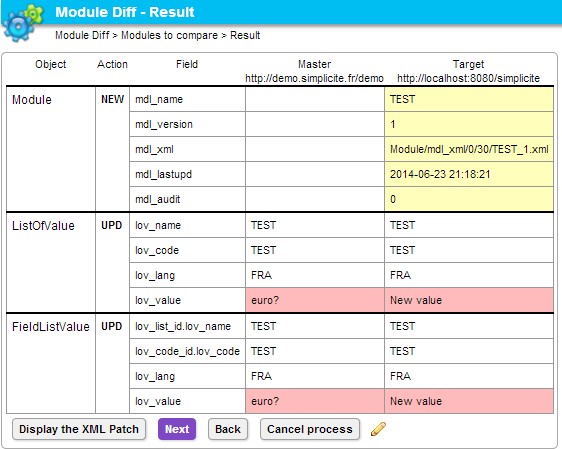 Module Diff - Result
Module Diff > Modules to compare > Result
Object Action Field Master Target
http://demo.simplicite.fr/demo http://localhost:8080/simplicite
Module NEW mdl_name TEST
mdl_version 1
mdl_xml Module/mdl_xml/0/30/TEST_1.xml
mdl_lastupd 2014-06-23 21:18:21
mdl_audit 0
ListOfValue UPD lov_name TEST TEST
lov_code TEST TEST
lov_lang FRA FRA
lov_value euro? New value
FieldListValue UPD lov_list_id.lov_name TEST TEST
lov_code_id.lov_code TEST TEST
lov_lang FRA FRA
lov_value euro? New value
Display the XML Patch Next Back Cancel process